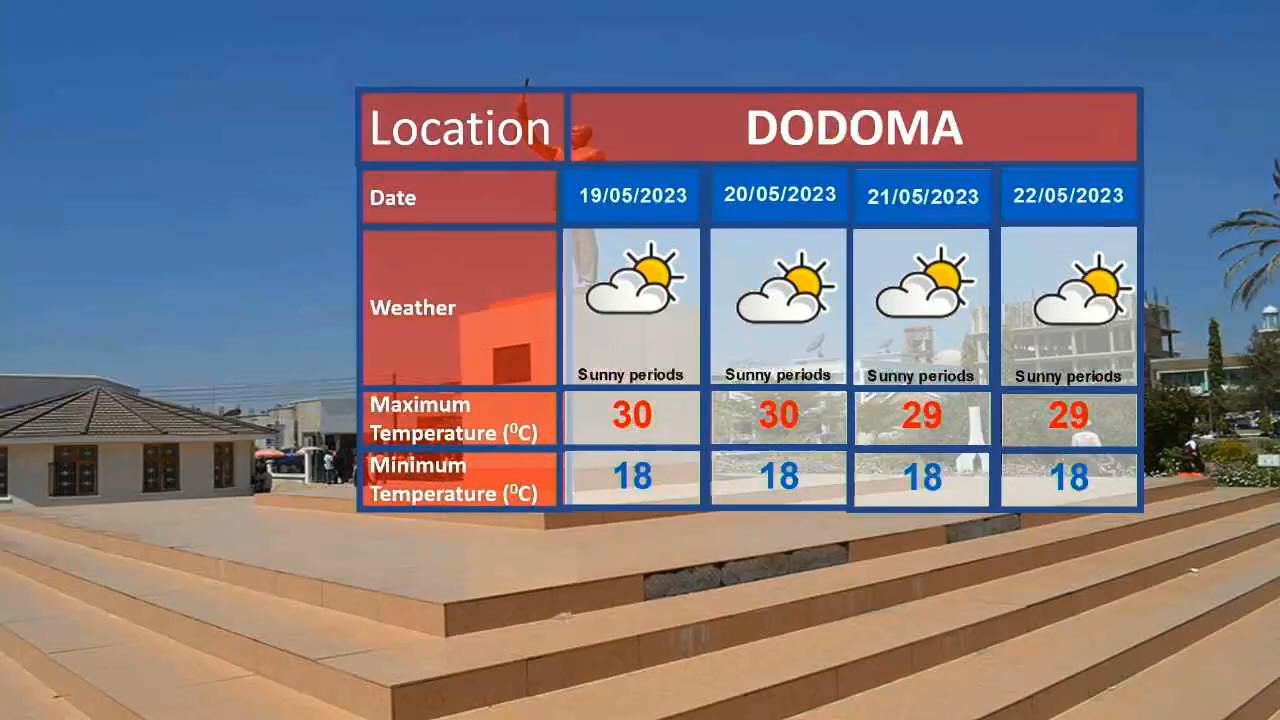 Location DODOMA
Date 19/05/2023 20/05/2023 21/05/2023 22/05/2023
Weather
Sunny periods Sunny periods Sunny periods Sunny periods
Maximum
Temperature (⁰C) 30 30 29 29
Minimum
Temperature (⁰C) 18 18 18 18